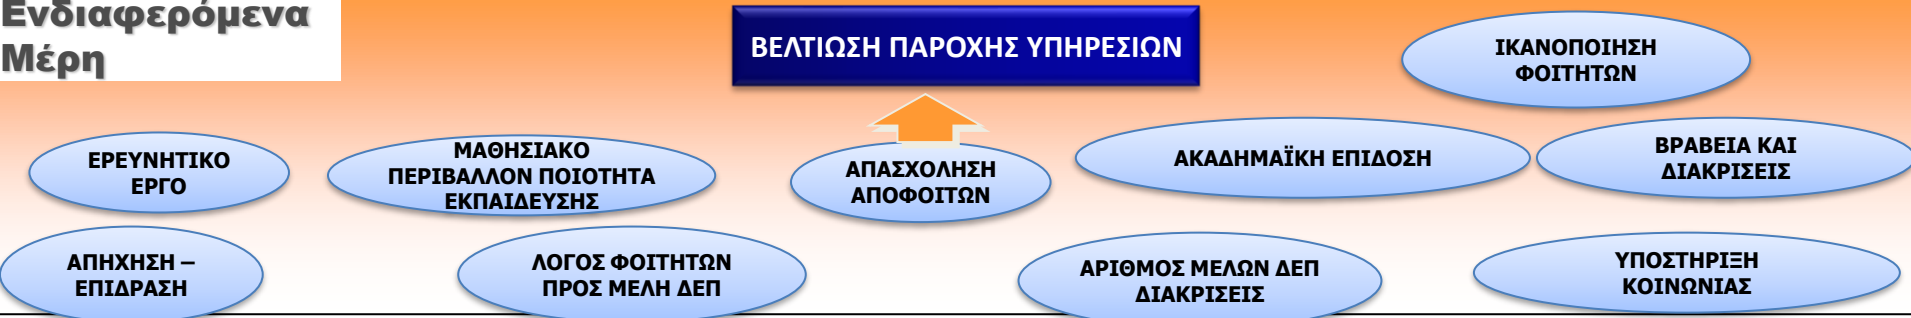 Ενδιαφερόμενα
Μέρη
ΒΕΛΤΙΩΣΗ ΠΑΡΟΧΗΣ ΥΠΗΡΕΣΙΩΝ
ΙΚΑΝΟΠΟΙΗΣΗ
ΦΟΙΤΗΤΩΝ
ΕΡΕΥΝΗΤΙΚΟ
ΕΡΓΟ
ΜΑΘΗΣΙΑΚΟ
ΠΕΡΙΒΑΛΛΟΝ ΠΟΙΟΤΗΤΑ
ΕΚΠΑΙΔΕΥΣΗΣ
ΑΠΑΣΧΟΛΗΣΗ
ΑΠΟΦΟΙΤΩΝ
ΑΚΑΔΗΜΑΪΚΗ ΕΠΙΔΟΣΗ
ΒΡΑΒΕΙΑ ΚΑΙ
ΔΙΑΚΡΙΣΕΙΣ
ΑΠΗΧΗΣΗ –
ΕΠΙΔΡΑΣΗ
ΛΟΓΟΣ ΦΟΙΤΗΤΩΝ
ΠΡΟΣ ΜΕΛΗ ΔΕΠ
ΑΡΙΘΜΟΣ ΜΕΛΩΝ ΔΕΠ
ΔΙΑΚΡΙΣΕΙΣ
ΥΠΟΣΤΗΡΙΞΗ
ΚΟΙΝΩΝΙΑΣ